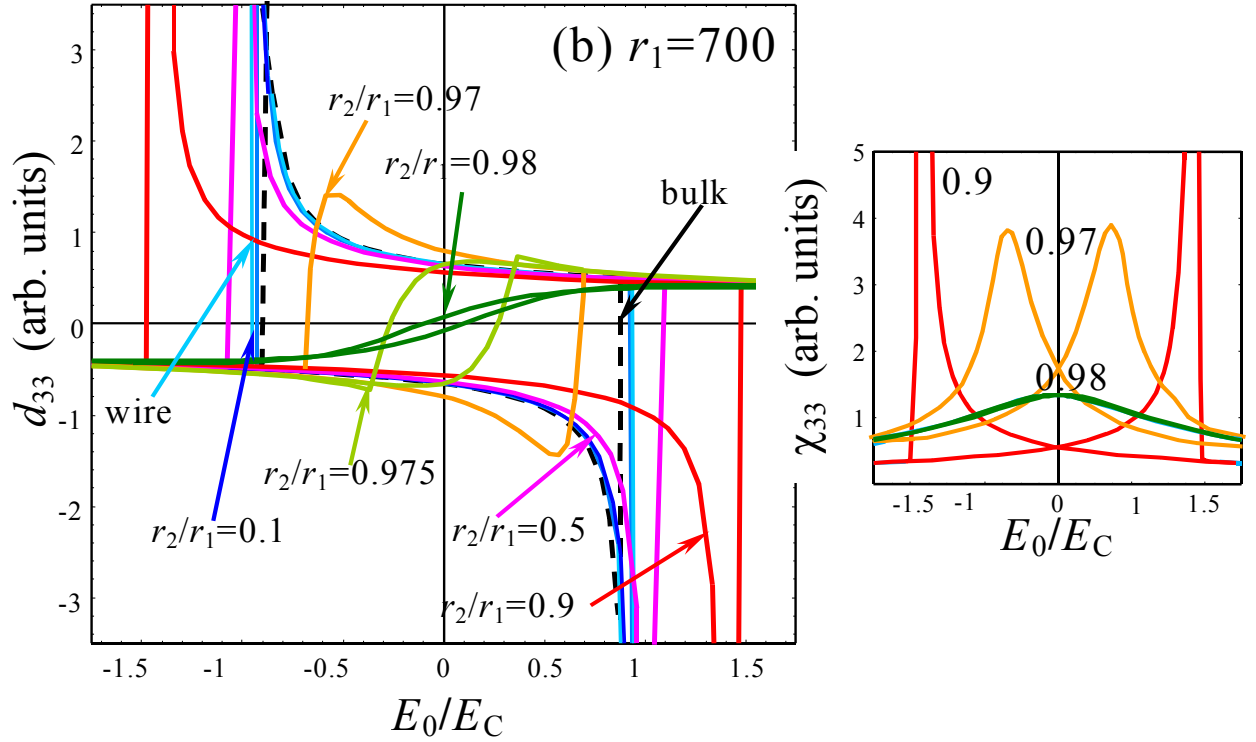 (b) r1=700
3
2
1
0
-1
-2
-3
d33 (arb. units)
r2/r1=0.97
r2/r1=0.98
bulk
wire
r2/r1=0.975
r2/r1=0.1
r2/r1=0.5
r2/r1=0.9
-1.5
-1
-0.5
0
0.5
1
1.5
E0/EC
5
4
3
2
1
χ33 (arb. units)
0.9
0.97
0.98
-1.5
-1
0
1
1.5
E0/EC